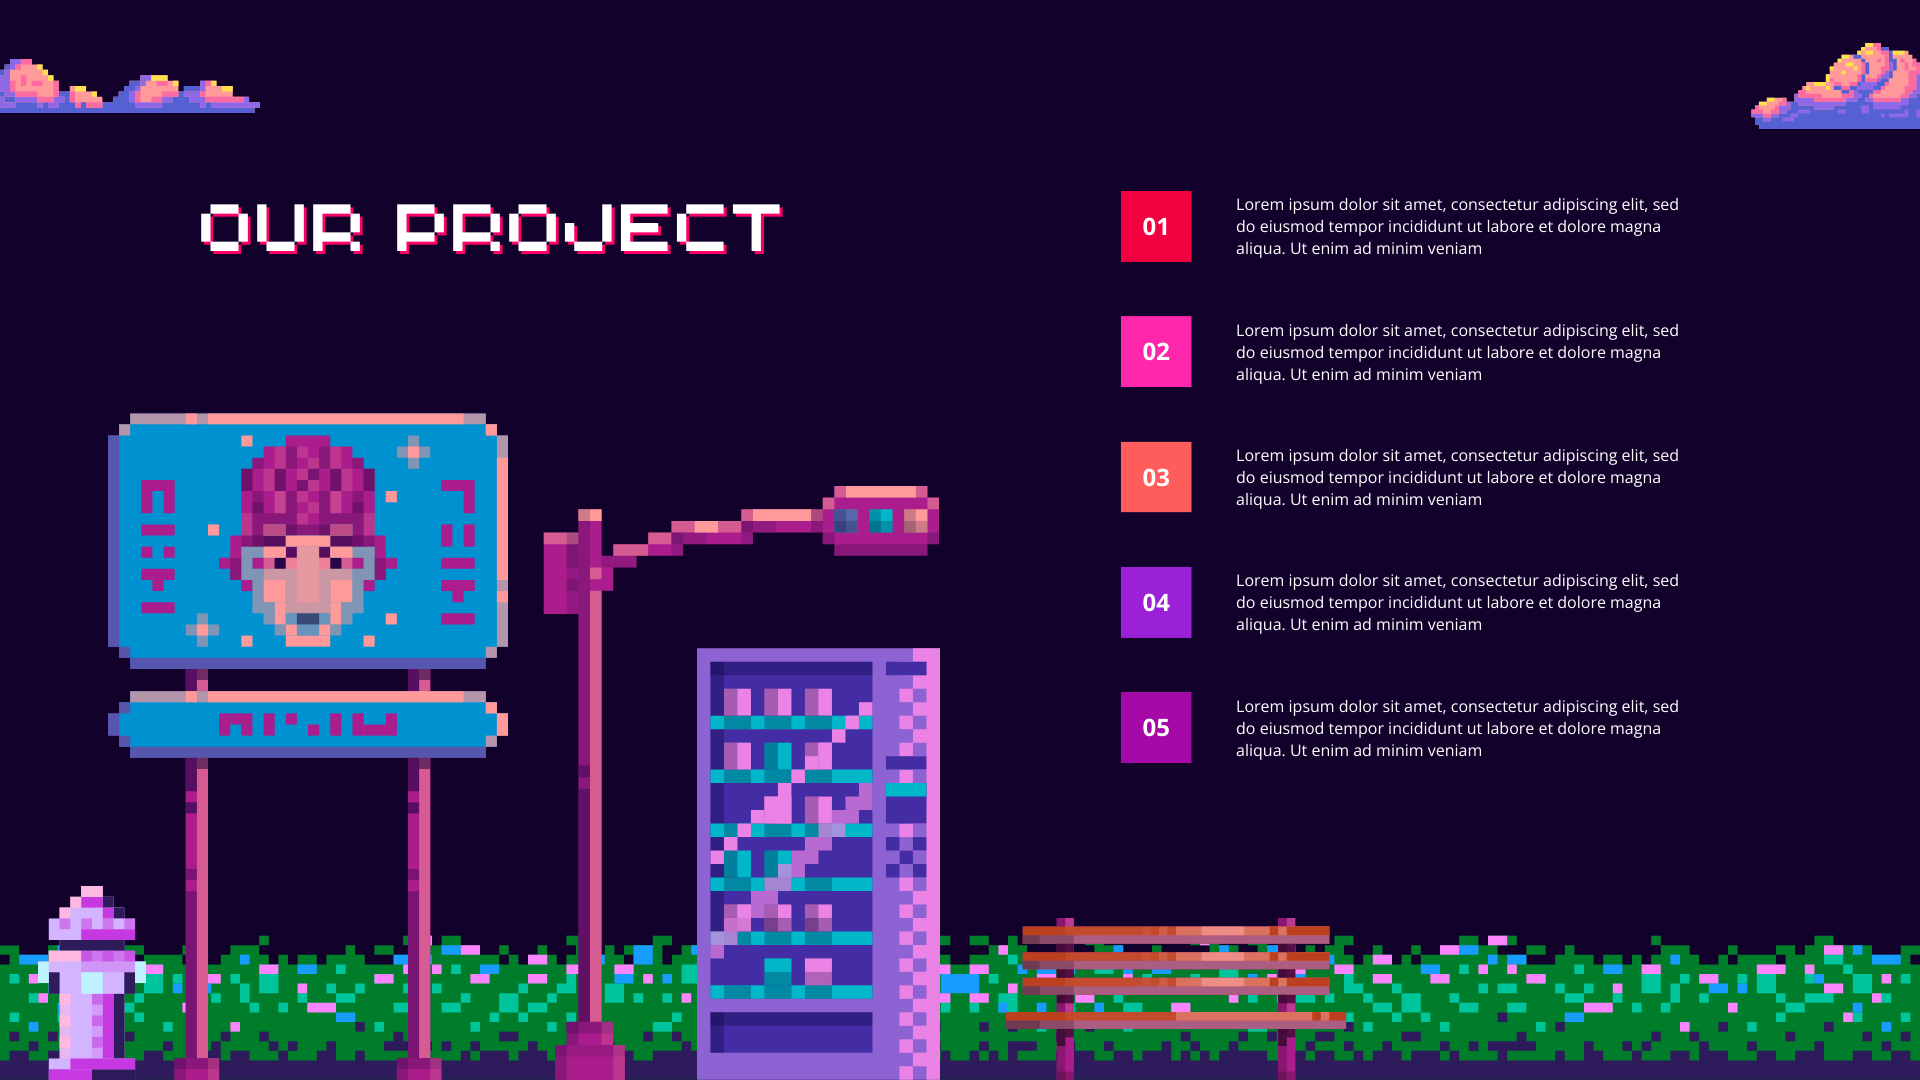 OUR PROJECT
01
Lorem ipsum dolor sit amet, consectetur adipiscing elit, sed
do eiusmod tempor incididunt ut labore et dolore magna
aliqua. Ut enim ad minim veniam
02
Lorem ipsum dolor sit amet, consectetur adipiscing elit, sed
do eiusmod tempor incididunt ut labore et dolore magna
aliqua. Ut enim ad minim veniam
03
Lorem ipsum dolor sit amet, consectetur adipiscing elit, sed
do eiusmod tempor incididunt ut labore et dolore magna
aliqua. Ut enim ad minim veniam
04
Lorem ipsum dolor sit amet, consectetur adipiscing elit, sed
do eiusmod tempor incididunt ut labore et dolore magna
aliqua. Ut enim ad minim veniam
05
Lorem ipsum dolor sit amet, consectetur adipiscing elit, sed
do eiusmod tempor incididunt ut labore et dolore magna
aliqua. Ut enim ad minim veniam